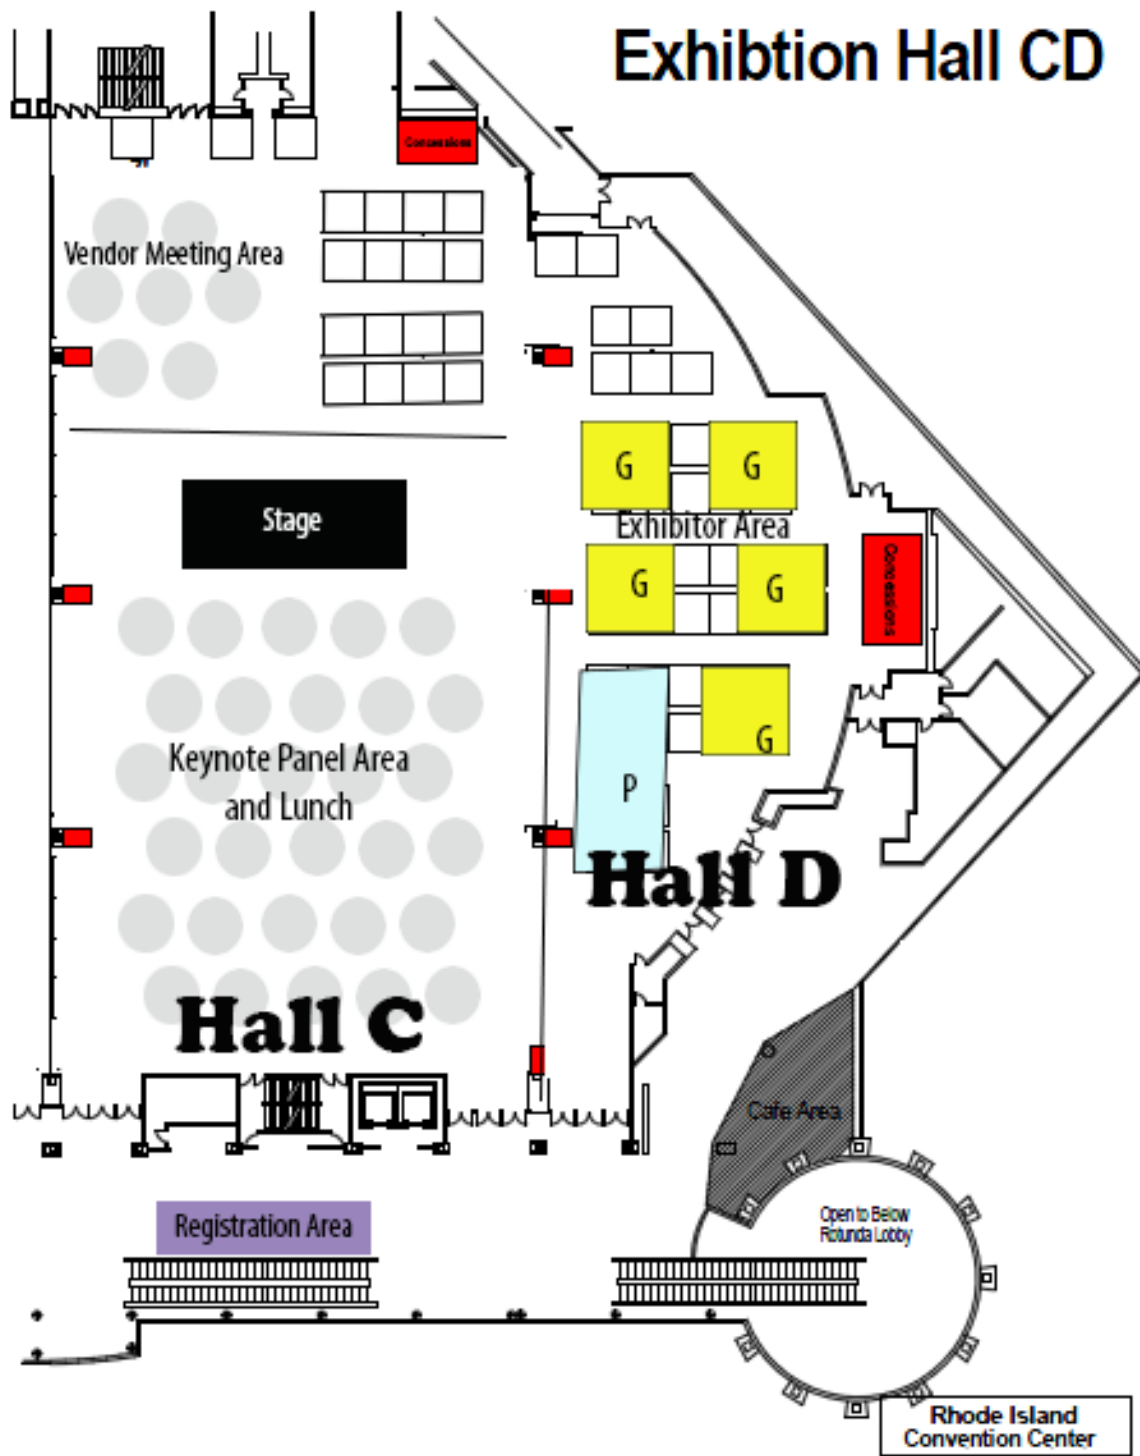 Exhibtion Hall CD
Concessions
Vendor Meeting Area
G
G
Stage
Exhibitor Area
G
G
Concessions
G
Keynote Panel Area
and Lunch
P
Hall D
Hall C
Cafe Area
Registration Area
Open to Below
Rotunda Lobby
Rhode Island
Convention Center